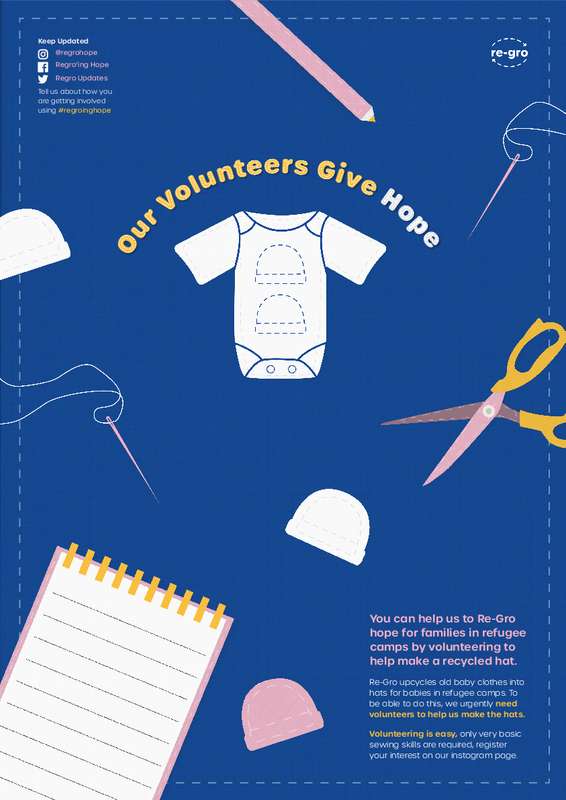 Keep Updated
@regrohope
Regro'ing Hope
Regro Updates
Tell us about how you
are getting involved
using #regroinghope
re-gro
Our Volunteers Give Hope
You can help us to Re-Gro
hope for families in refugee
camps by volunteering to
help make a recycled hat.
Re-Gro upcycles old baby clothes into
hats for babies in refugee camps. To
be able to do this, we urgently need
volunteers to help us make the hats.
Volunteering is easy, only very basic
sewing skills are required, register
your interest on our instagram page.